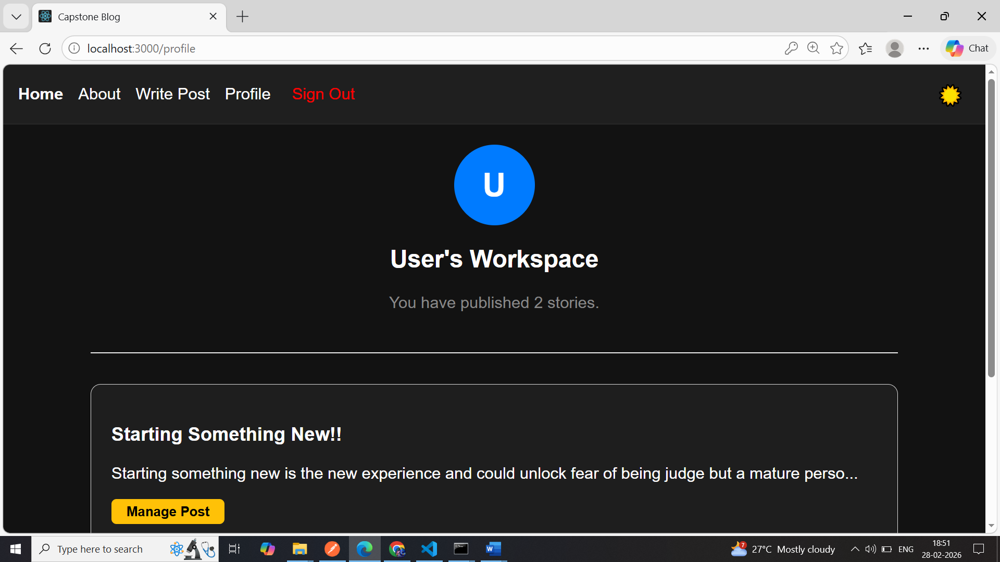 Capstone Blog
localhost:3000/profile
Chat
Home About Write Post Profile Sign Out
U
User's Workspace
You have published 2 stories.
Starting Something New!!
Starting something new is the new experience and could unlock fear of being judge but a mature perso...
Manage Post
Type here to search
W
7
27°C Mostly cloudy
ENG
18:51
28-02-2026